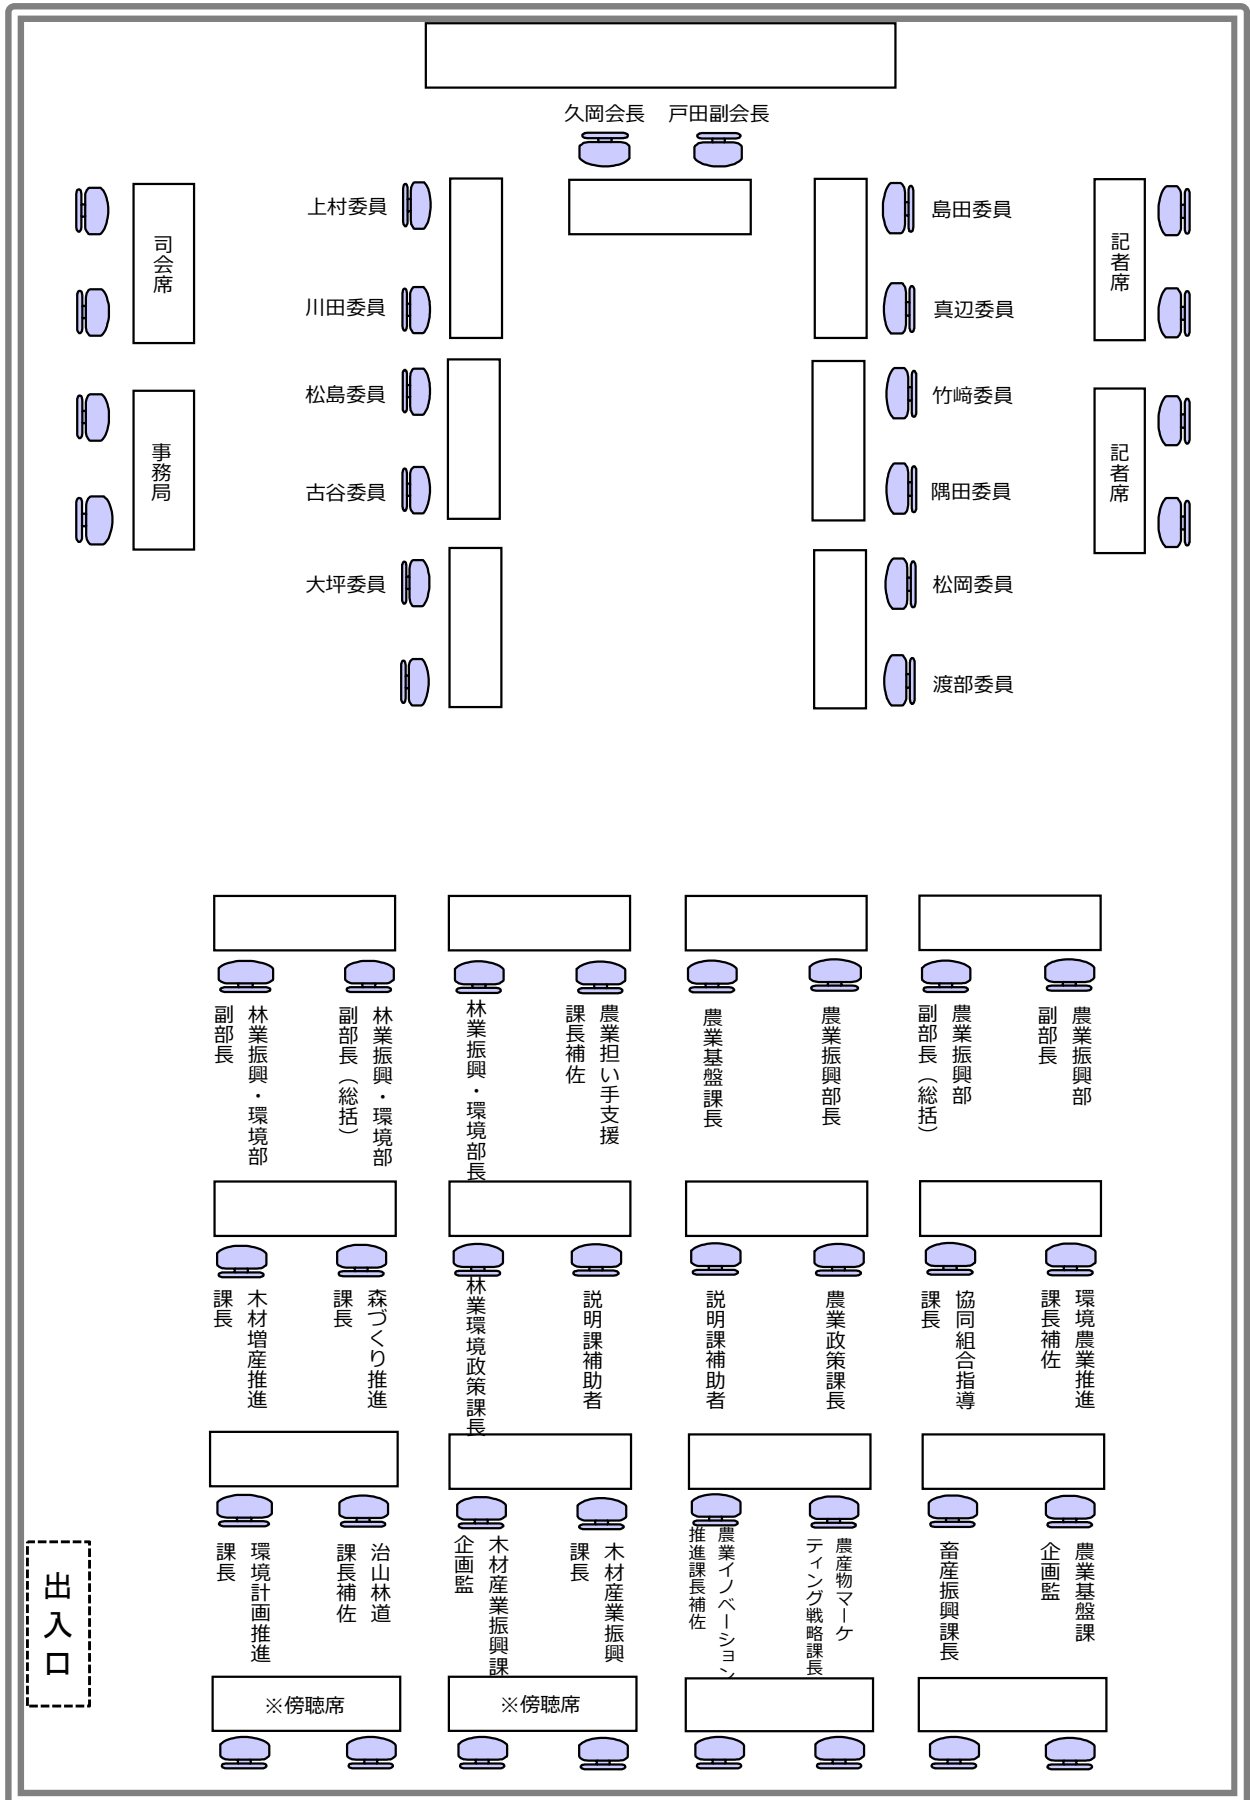 久岡会長 戸田副会長
上村委員
島田委員
司会席
記者席
川田委員
真辺委員
松島委員
竹﨑委員
事務局
記者席
古谷委員
隅田委員
大坪委員
松岡委員
渡部委員
林業振興・環境部
副部長
林業振興・環境部
副部長（総括）
林業振興・環境部長
農業担い手支援
課長補佐
農業基盤課長
農業振興部長
農業振興部
副部長（総括）
農業振興部
副部長
木材増産推進
課長
森づくり推進
課長
林業環境政策課長
説明課補助者
説明課補助者
農業政策課長
協同組合指導
課長
環境農業推進
課長補佐
環境計画推進
課長
治山林道
課長補佐
木材産業振興課
企画監
木材産業振興
課長
農業イノベーション
推進課長補佐
農産物マーケ
ティング戦略課長
畜産振興課長
農業基盤課
企画監
出入口
※傍聴席
※傍聴席